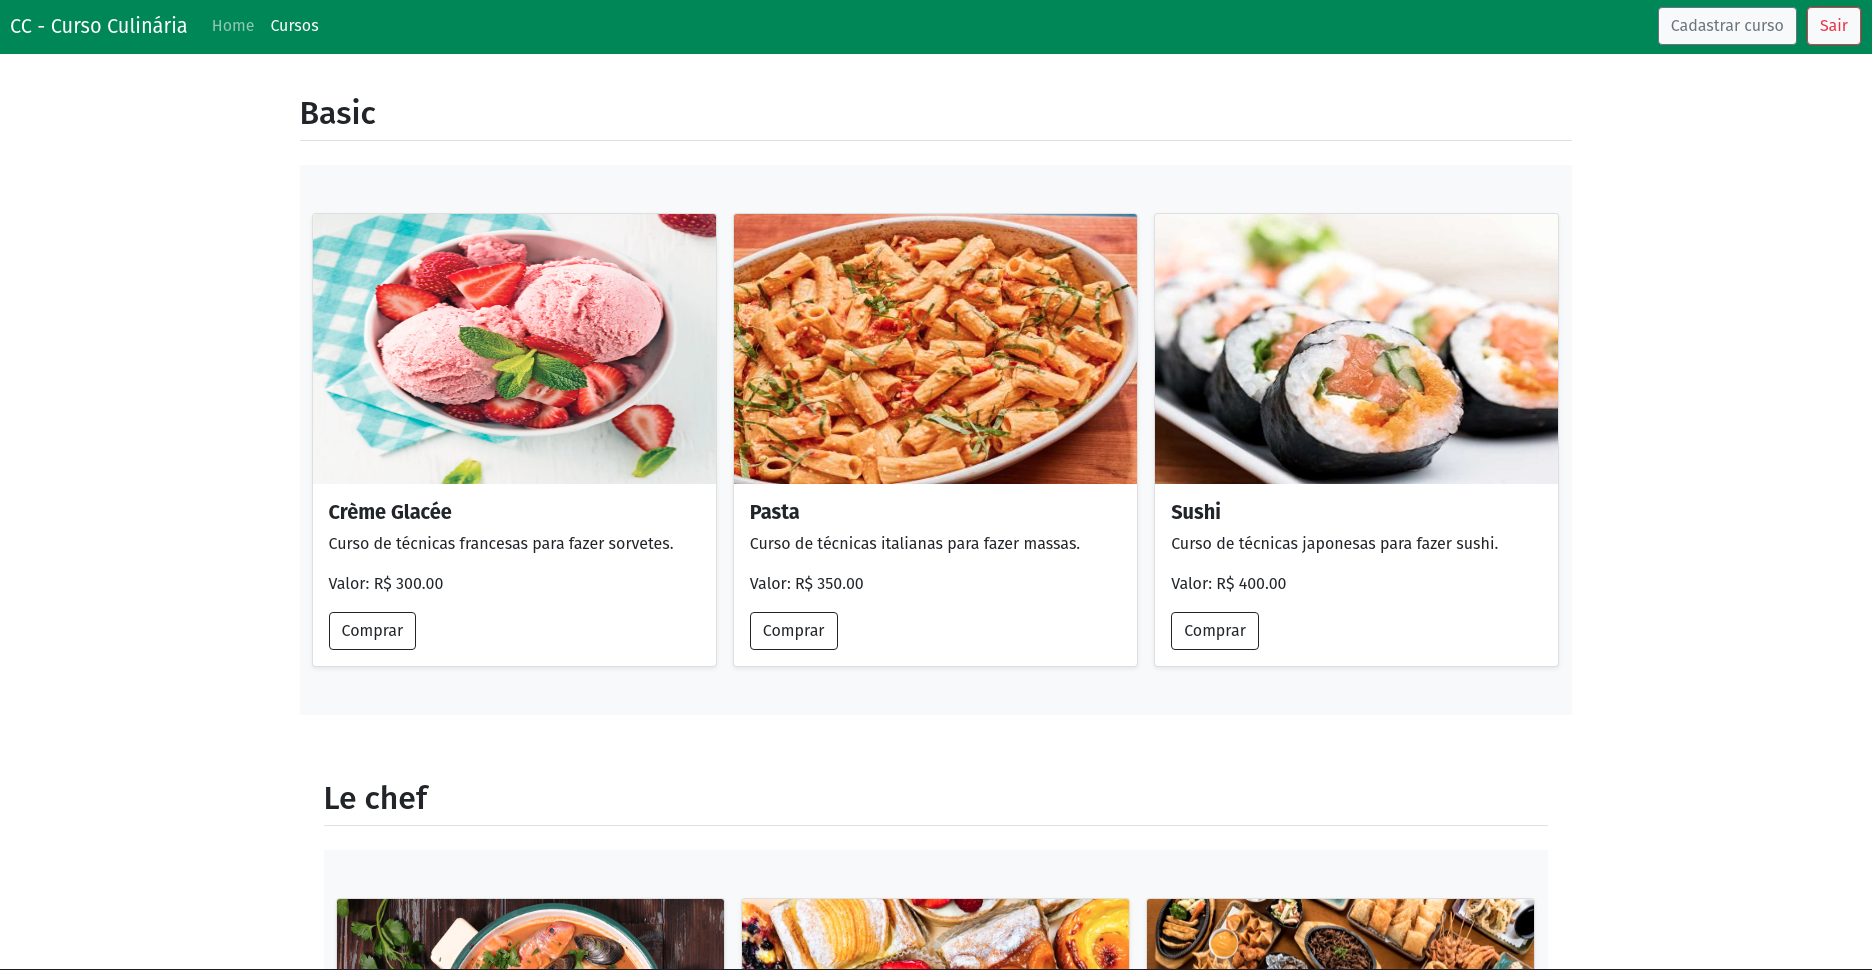 CC - Curso Culinária Home Cursos Cadastrar curso Sair
Basic
Crème Glacée
Curso de técnicas francesas para fazer sorvetes.
Valor: R$ 300.00
Comprar
Pasta
Curso de técnicas italianas para fazer massas.
Valor: R$ 350.00
Comprar
Sushi
Curso de técnicas japonesas para fazer sushi.
Valor: R$ 400.00
Comprar
Le chef